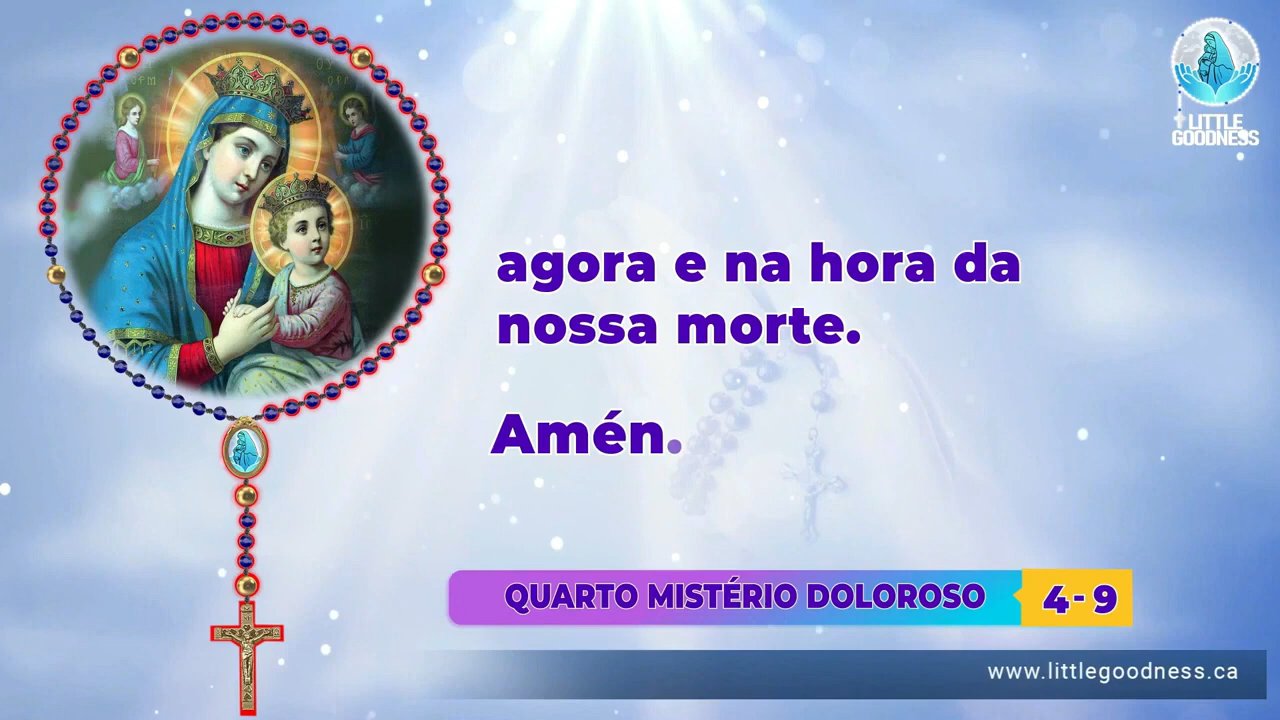 LITTLE
GOODNESS
agora e na hora da
nossa morte.
Amén.
QUARTO MISTÉRIO DOLOROSO 4-9
www.littlegoodness.ca